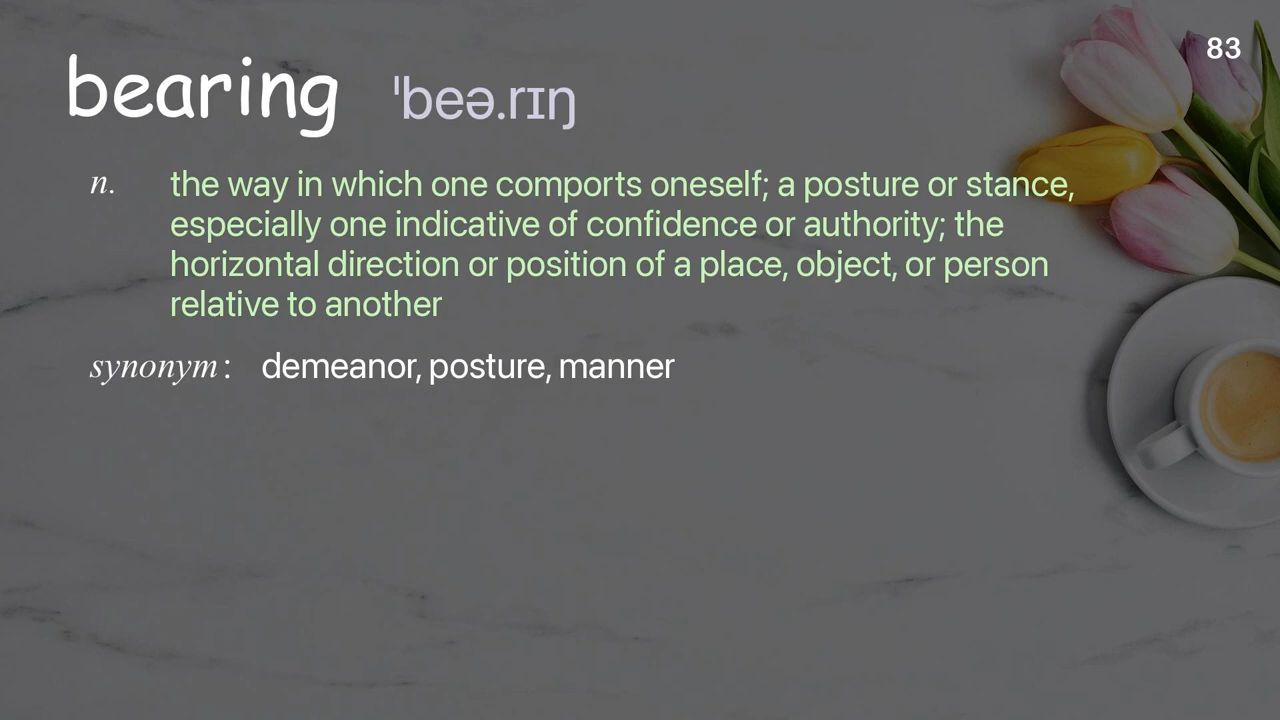 83
bearing ˈbeə.rɪŋ
n. the way in which one comports oneself; a posture or stance,
especially one indicative of confidence or authority; the
horizontal direction or position of a place, object, or person
relative to another
synonym: demeanor, posture, manner